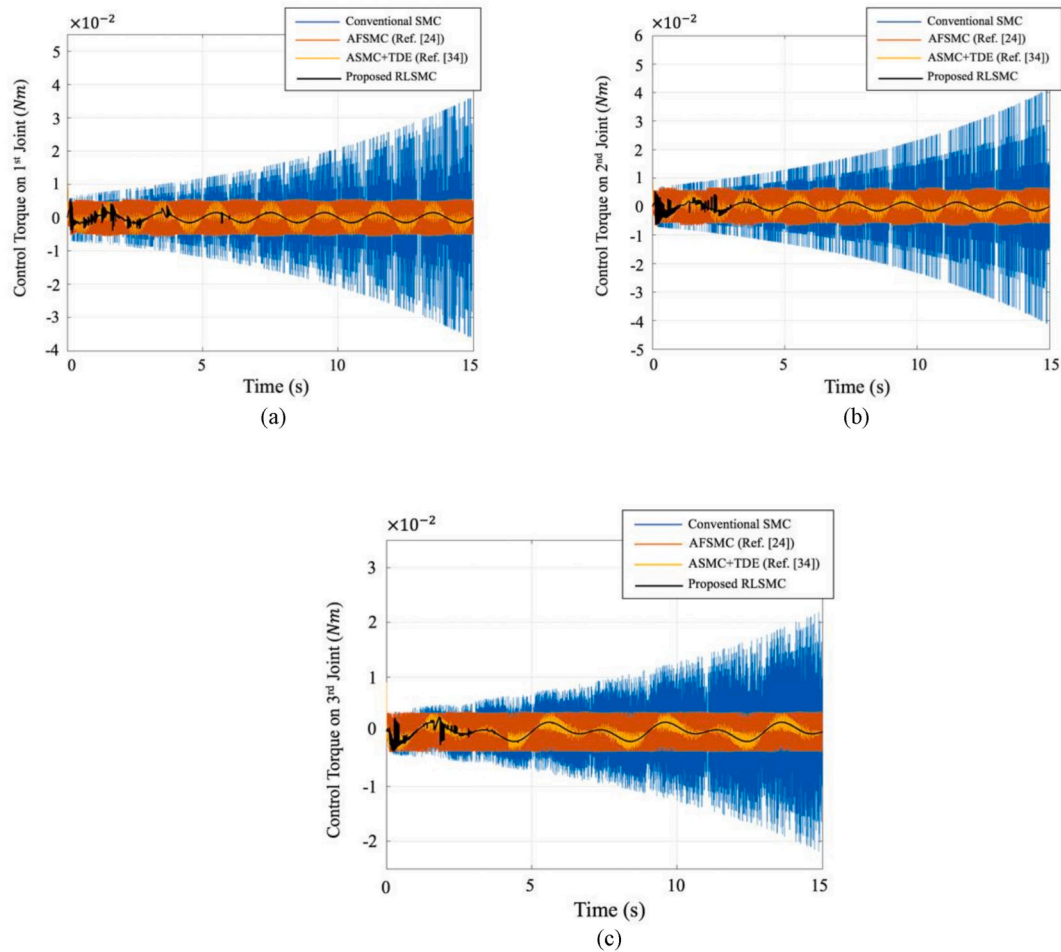 ×10⁻²
Conventional SMC
AFSMC (Ref. [24])
ASMC+TDE (Ref. [34])
Proposed RLSMC
Control Torque on 1st Joint (Nm)
5
4
3
2
1
0
-1
-2
-3
-4
0 5 10 15
Time (s)
(a)
×10⁻²
Conventional SMC
AFSMC (Ref. [24])
ASMC+TDE (Ref. [34])
Proposed RLSMC
Control Torque on 2nd Joint (Nm)
6
5
4
3
2
1
0
-1
-2
-3
-4
-5
0 5 10 15
Time (s)
(b)
×10⁻²
Conventional SMC
AFSMC (Ref. [24])
ASMC+TDE (Ref. [34])
Proposed RLSMC
Control Torque on 3rd Joint (Nm)
3
2
1
0
-1
-2
0 5 10 15
Time (s)
(c)